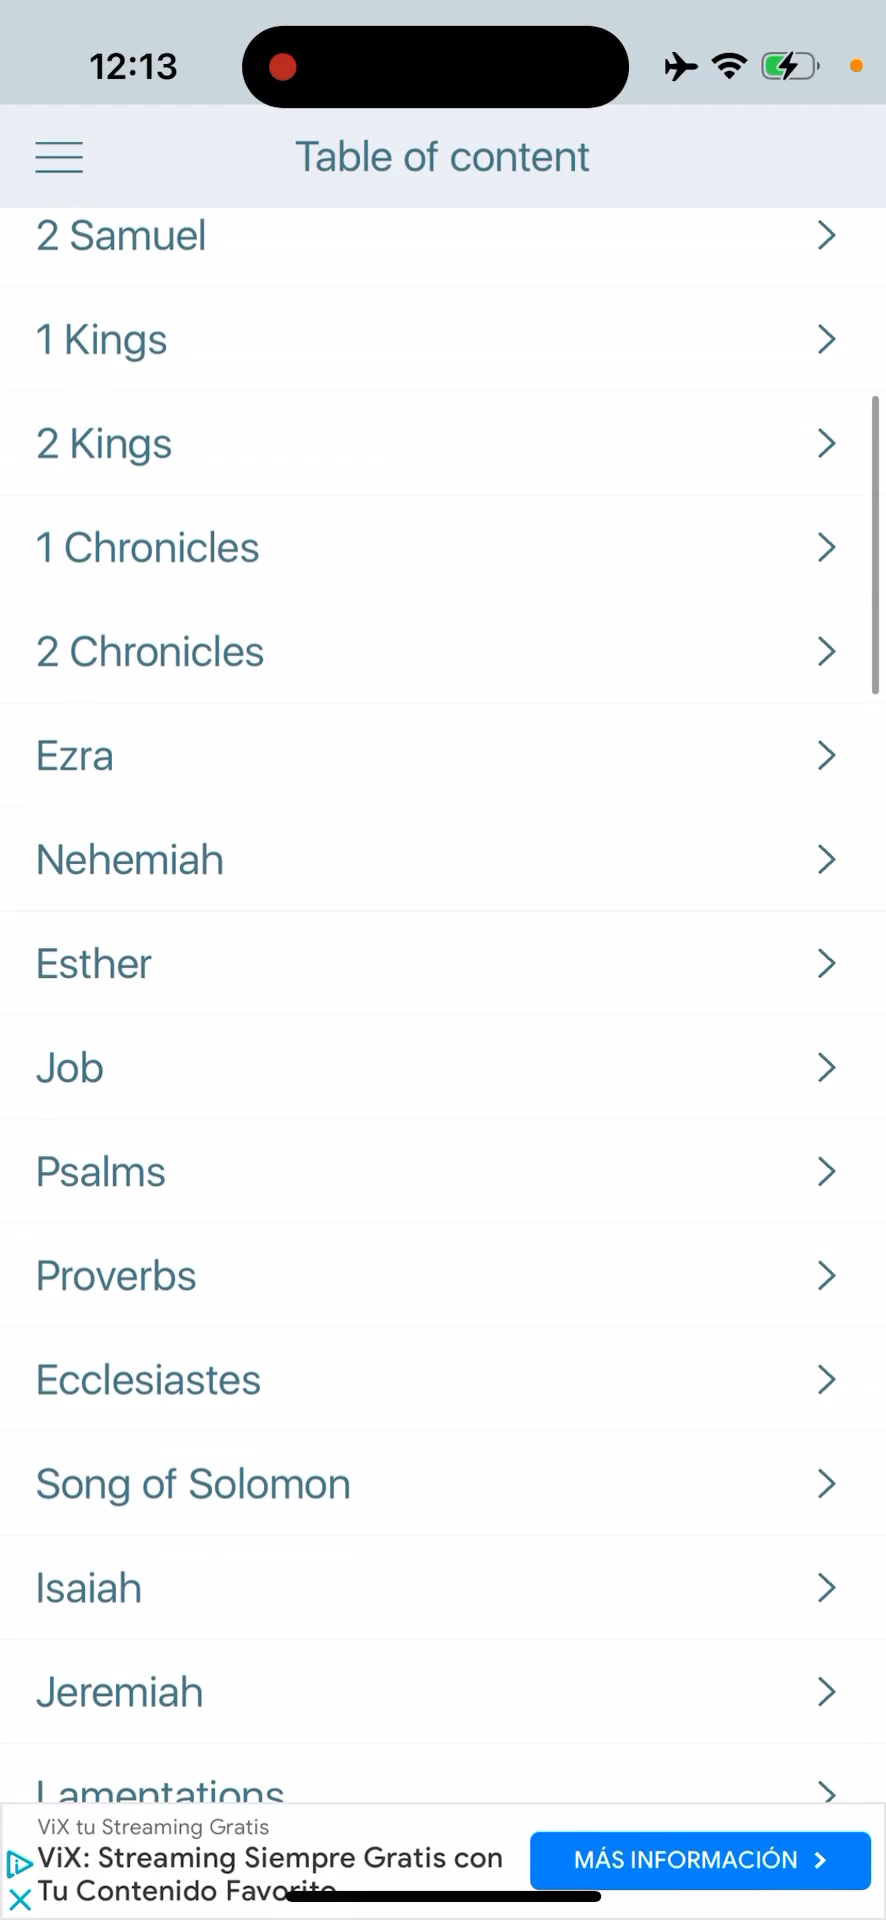 12:13
Table of content
2 Samuel
1 Kings
2 Kings
1 Chronicles
2 Chronicles
Ezra
Nehemiah
Esther
Job
Psalms
Proverbs
Ecclesiastes
Song of Solomon
Isaiah
Jeremiah
Lamentations
ViX tu Streaming Gratis
ViX: Streaming Siempre Gratis con
Tu Contenido Favorito
MÁS INFORMACIÓN